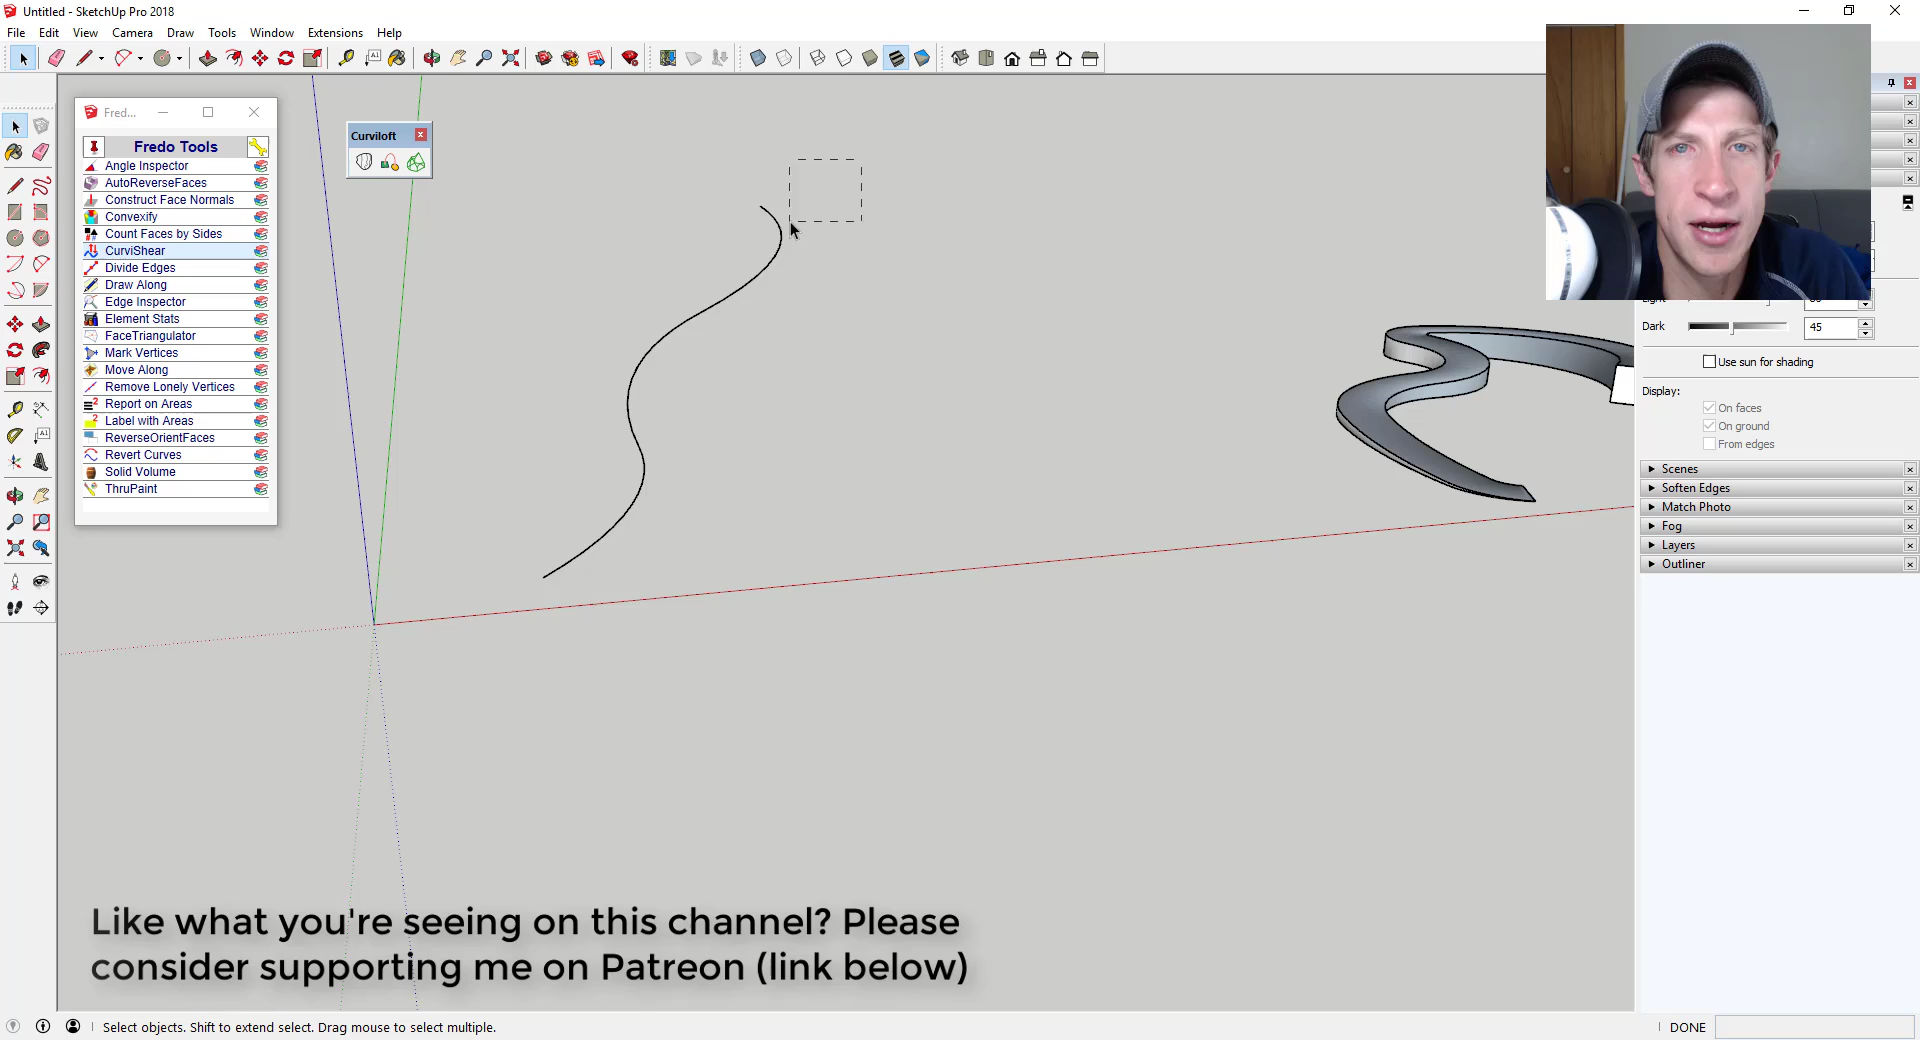 Untitled - SketchUp Pro 2018
File Edit View Camera Draw Tools Window Extensions Help
Fred...
Fredo Tools
Angle Inspector
AutoReverseFaces
Construct Face Normals
Convexify
Count Faces by Sides
CurviShear
Divide Edges
Draw Along
Edge Inspector
Element Stats
FaceTriangulator
Mark Vertices
Move Along
Remove Lonely Vertices
Report on Areas
Label with Areas
ReverseOrientFaces
Revert Curves
Solid Volume
ThruPaint
Curviloft
Dark 45
Use sun for shading
Display:
On faces
On ground
From edges
Scenes
Soften Edges
Match Photo
Fog
Layers
Outliner
Like what you're seeing on this channel? Please
consider supporting me on Patreon (link below)
Select objects. Shift to extend select. Drag mouse to select multiple.
DONE